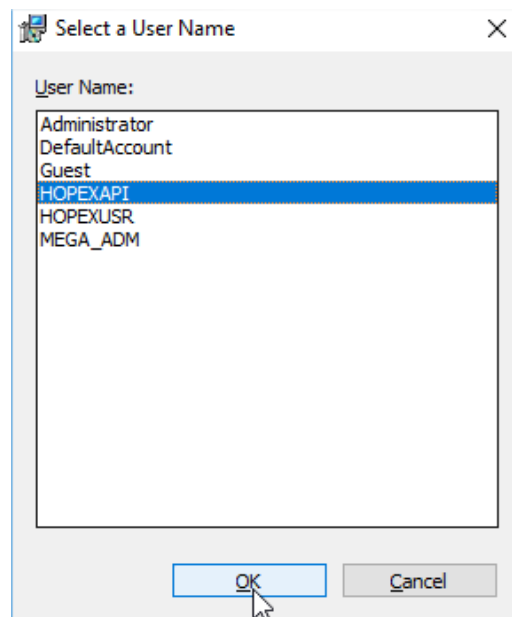 Select a User Name
User Name:
Administrator
DefaultAccount
Guest
HOPEXAPI
HOPEXUSR
MEGA_ADM
OK
Cancel